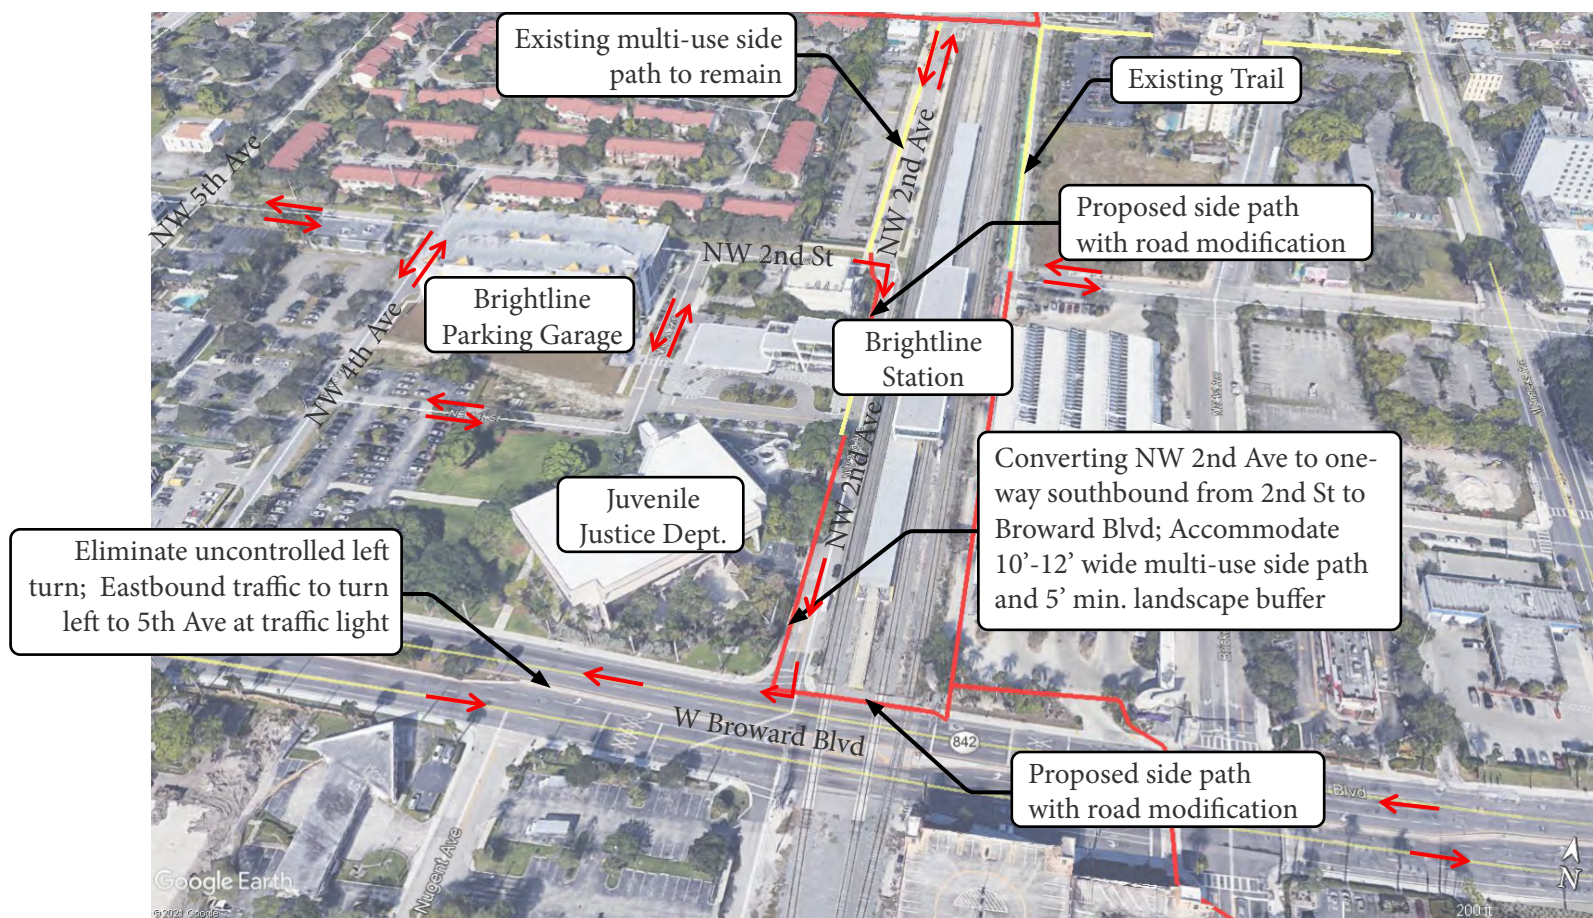 Existing multi-use side
path to remain
Existing Trail
NW 5th Ave
NW 2nd Ave
Proposed side path
with road modification
NW 2nd St
Brightline
Parking Garage
NW 4th Ave
Brightline
Station
NW 2nd Ave
Converting NW 2nd Ave to one-
way southbound from 2nd St to
Broward Blvd; Accommodate
10’-12’ wide multi-use side path
and 5’ min. landscape buffer
Juvenile
Justice Dept.
Eliminate uncontrolled left
turn; Eastbound traffic to turn
left to 5th Ave at traffic light
W Broward Blvd
842
Proposed side path
with road modification
Blvd
Nugent Ave
Google Earth
© 2021 Google
200 ft
N